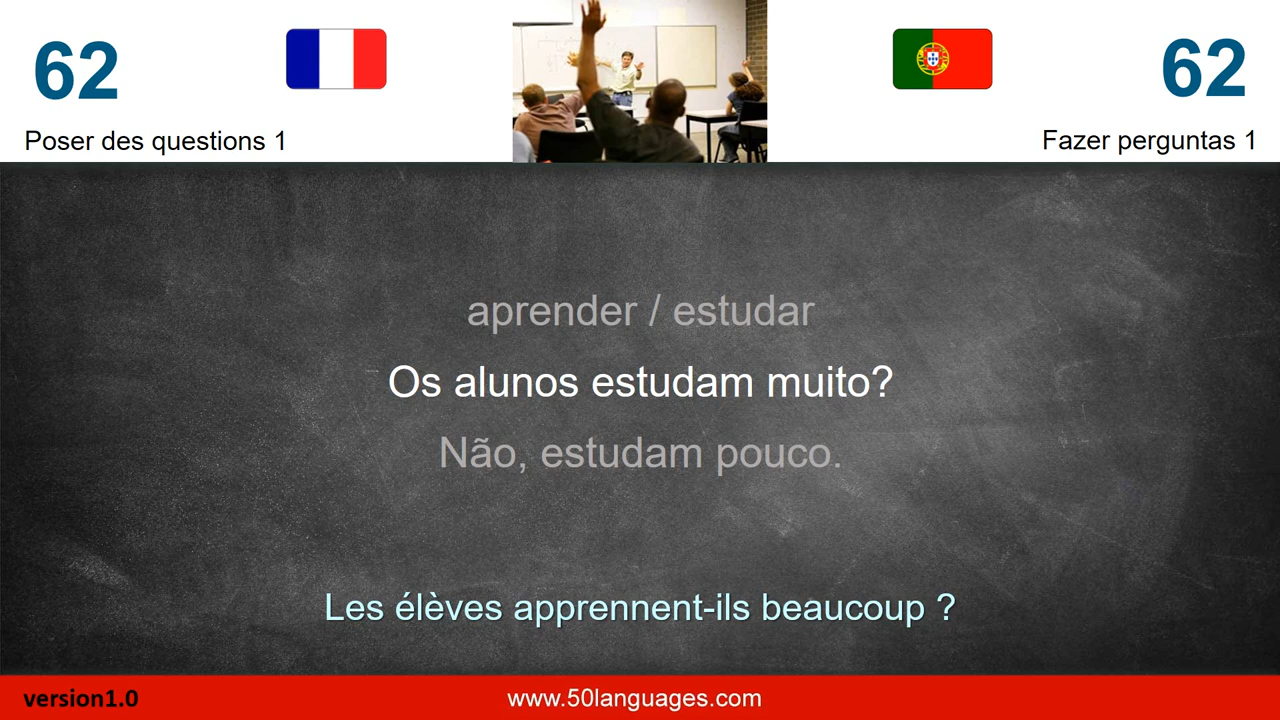 62
62
Poser des questions 1
Fazer perguntas 1
aprender / estudar
Os alunos estudam muito?
Não, estudam pouco.
Les élèves apprennent-ils beaucoup ?
version1.0
www.50languages.com